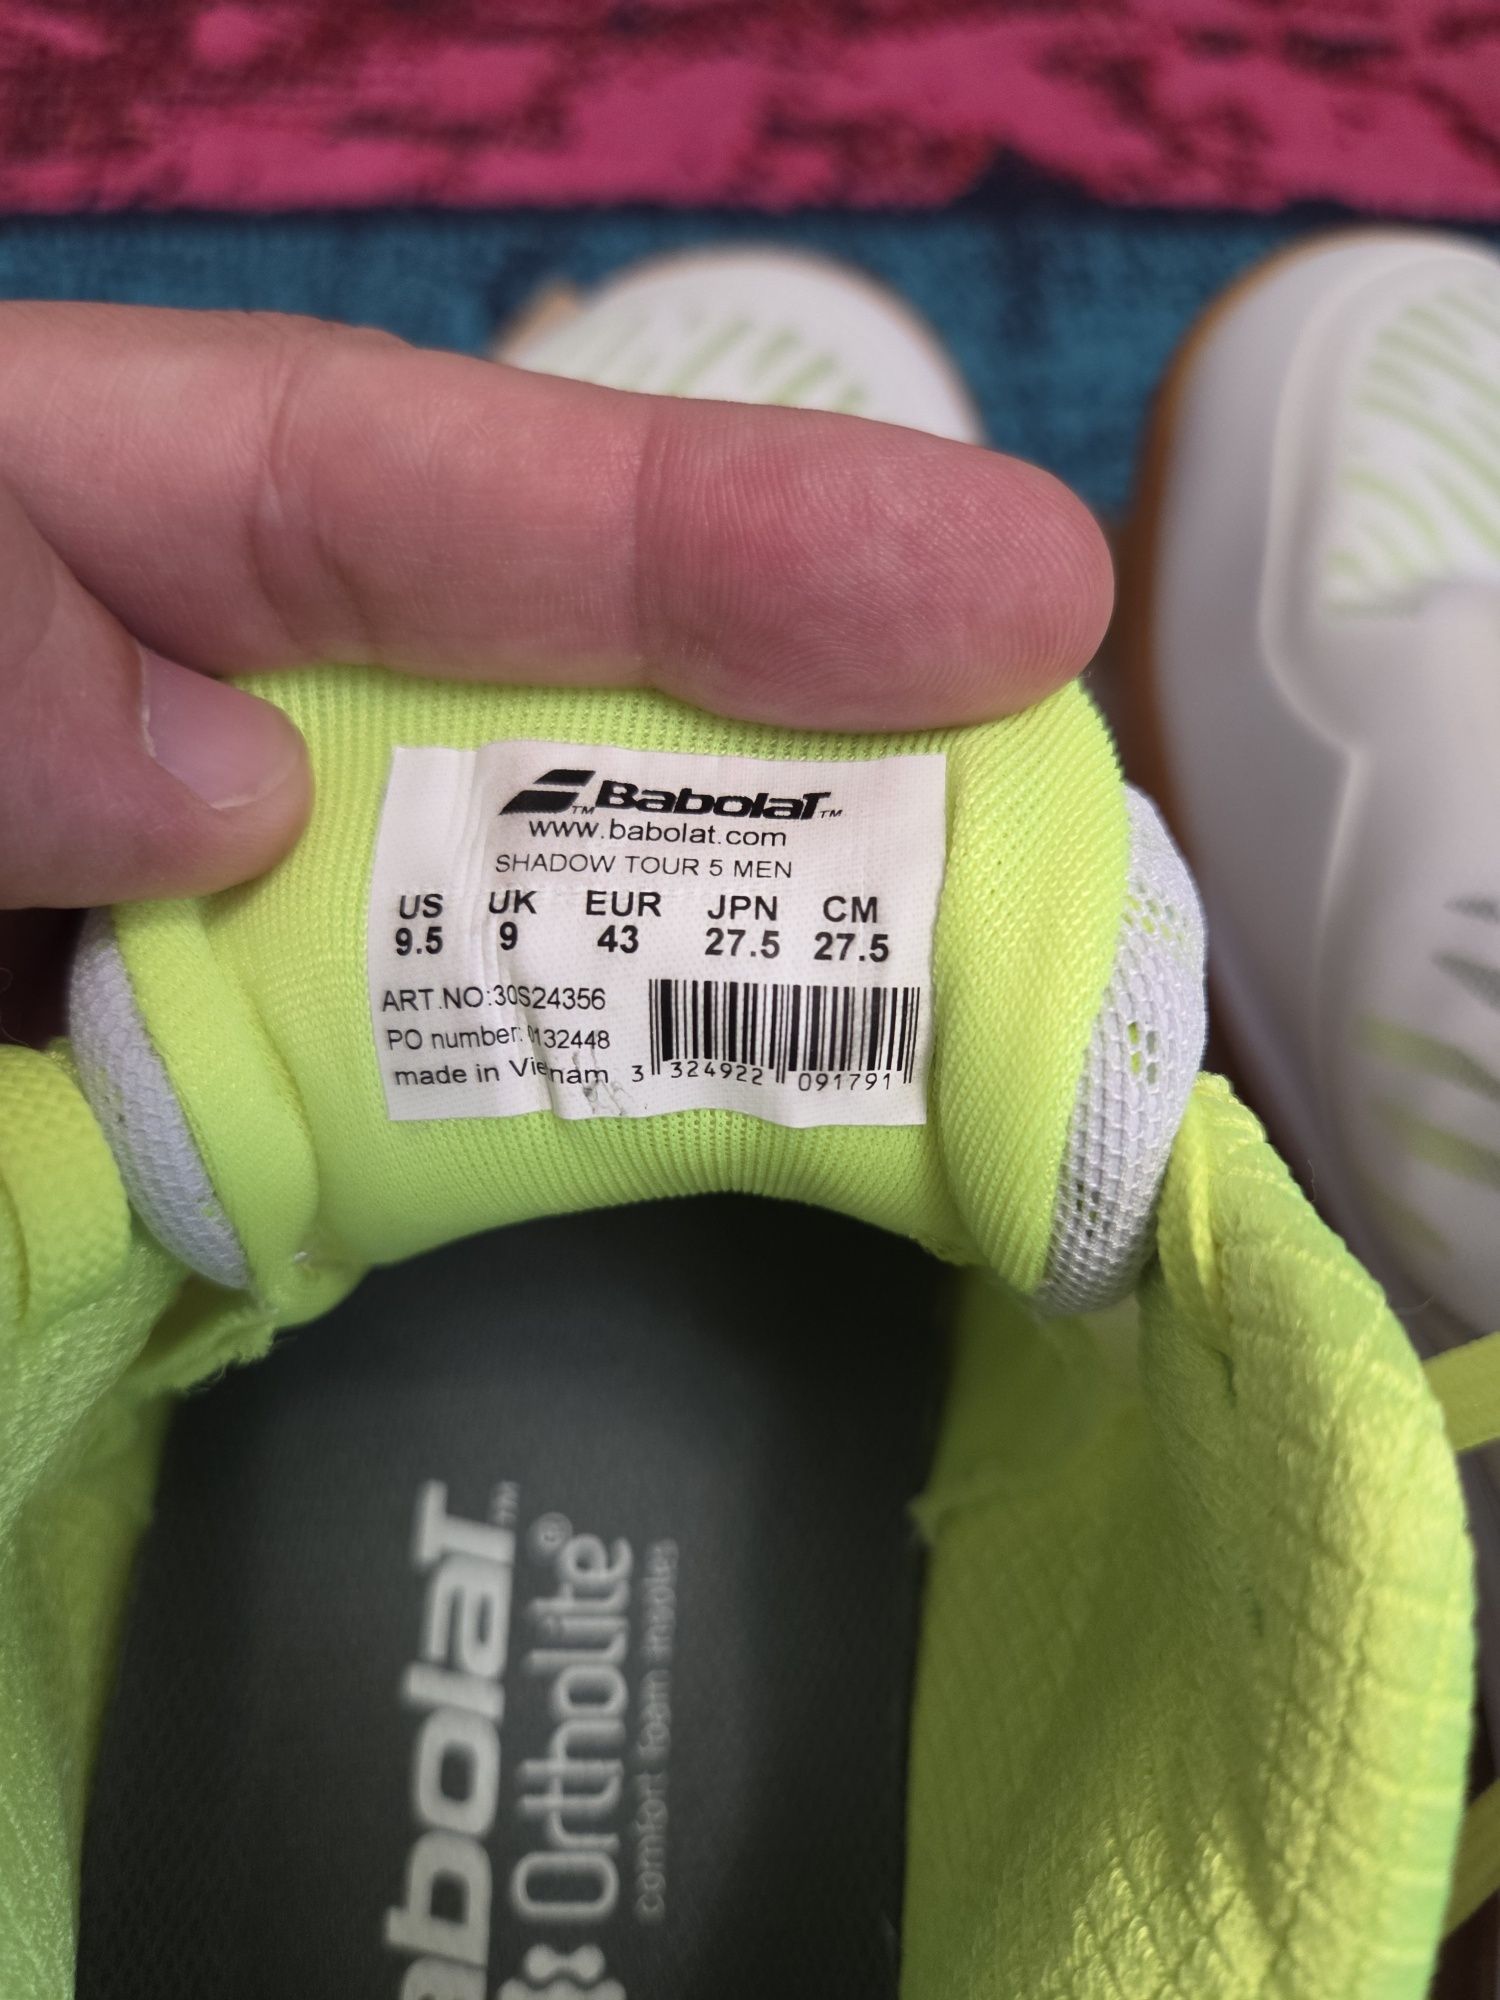 Babolat™
www.babolat.com
SHADOW TOUR 5 MEN
US UK EUR JPN CM
9.5 9 43 27.5 27.5
ART.NO:30S24356
PO number: 0132448
made in Vietnam
3 324922 091791
Babolat™
Ortholite®
comfort foam insoles